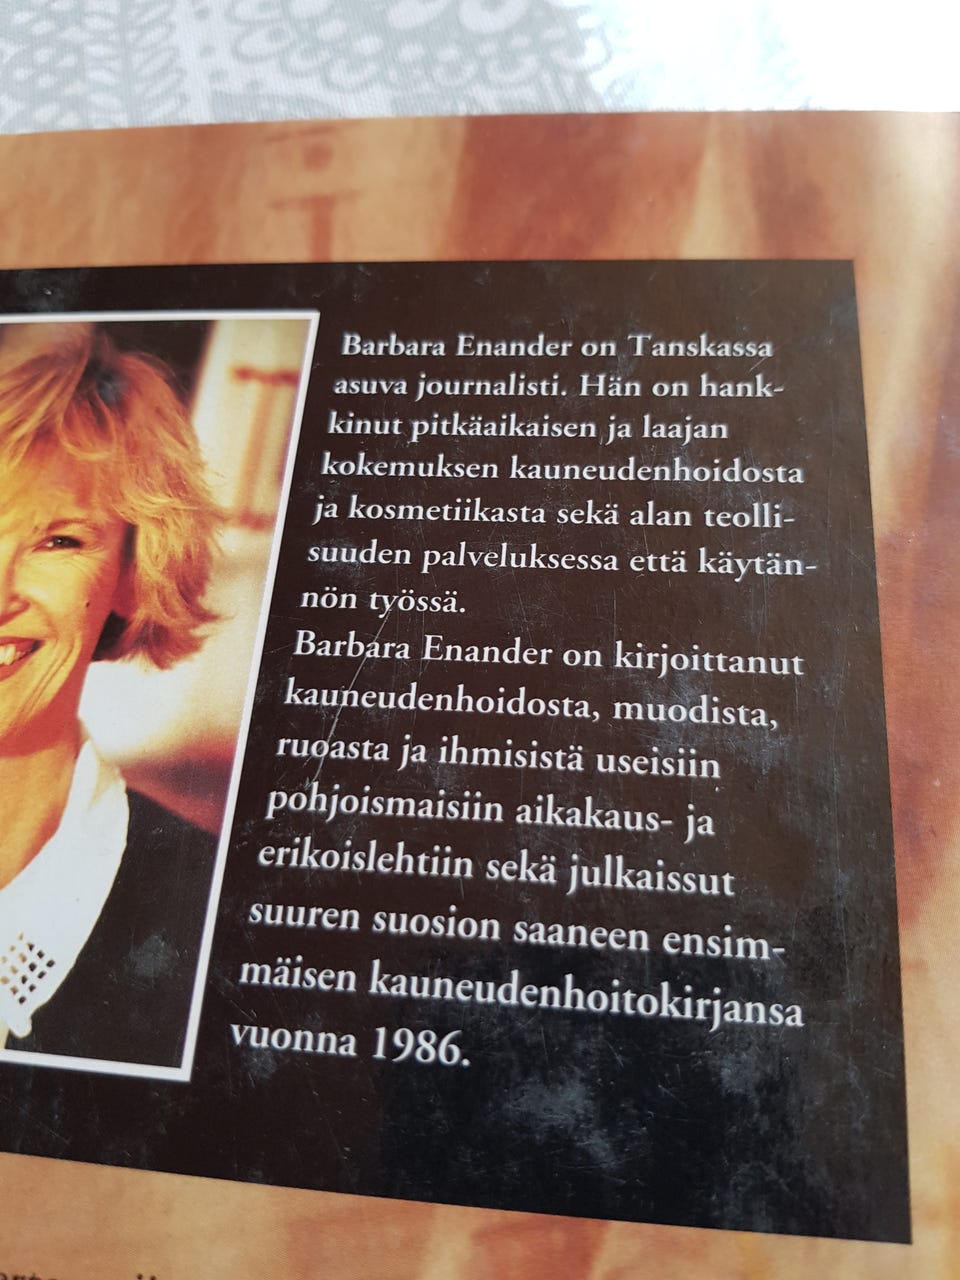 Barbara Enander on Tanskassa
asuva journalisti. Hän on hank-
kinut pitkäaikaisen ja laajan
kokemuksen kauneudenhoidosta
ja kosmetiikasta sekä alan teolli-
suuden palveluksessa että käytän-
nön työssä.
Barbara Enander on kirjoittanut
kauneudenhoidosta, muodista,
ruoasta ja ihmisistä useisiin
pohjoismaisiin aikakaus- ja
erikoislehtiin sekä julkaissut
suuren suosion saaneen ensim-
mäisen kauneudenhoitokirjansa
vuonna 1986.